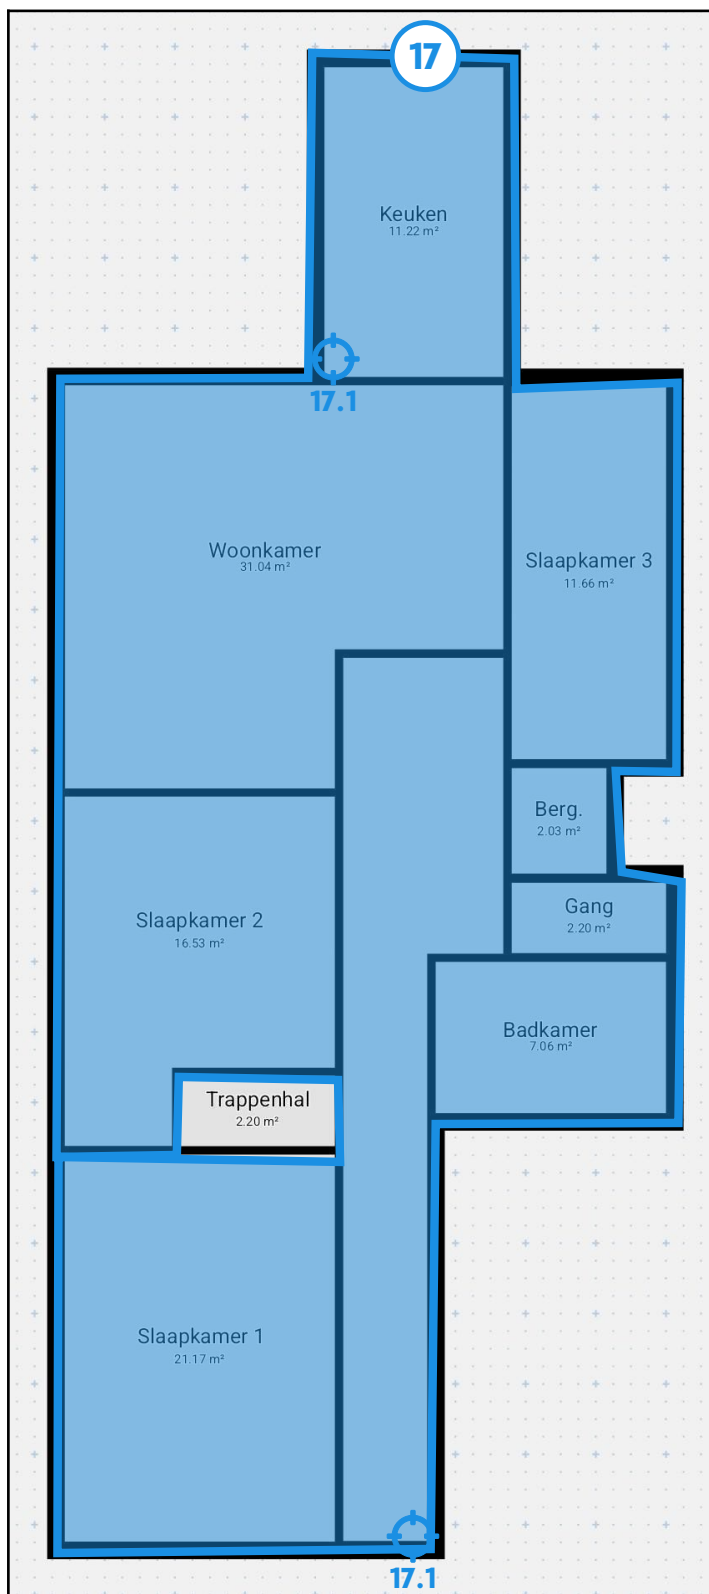 17
Keuken
11.22 m²
17.1
Woonkamer
31.04 m²
Slaapkamer 3
11.66 m²
Berg.
2.03 m²
Slaapkamer 2
16.53 m²
Gang
2.20 m²
Badkamer
7.06 m²
Trappenhal
2.20 m²
Slaapkamer 1
21.17 m²
17.1